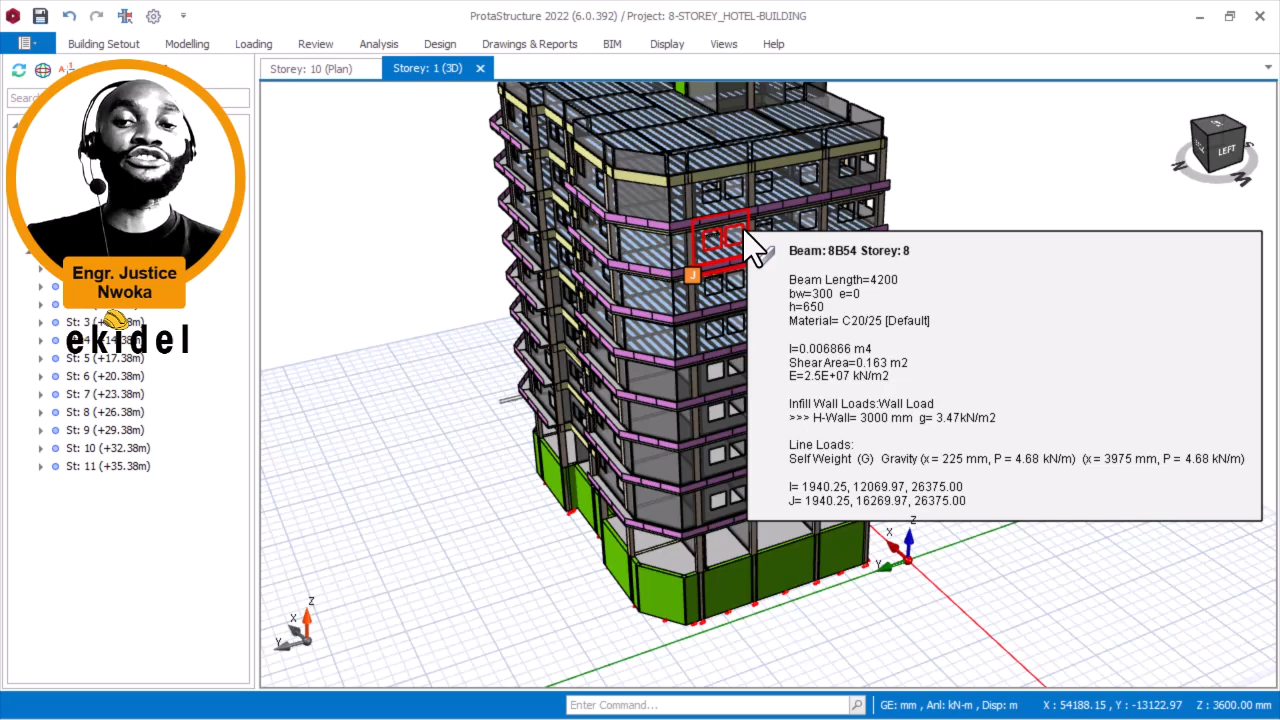 ProtaStructure 2022 (6.0.392) / Project: 8-STOREY_HOTEL-BUILDING
Building Setout Modelling Loading Review Analysis Design Drawings & Reports BIM Display Views Help
Storey: 10 (Plan) Storey: 1 (3D)
LEFT
N
Engr. Justice
Nwoka
ekidel
St: 3
St: 5 (+17.38m)
St: 6 (+20.38m)
St: 7 (+23.38m)
St: 8 (+26.38m)
St: 9 (+29.38m)
St: 10 (+32.38m)
St: 11 (+35.38m)
J
Beam: 8B54 Storey: 8
Beam Length=4200
bw=300 e=0
h=650
Material= C20/25 [Default]
I=0.006866 m4
Shear Area=0.163 m2
E=2.5E+07 kN/m2
Infill Wall Loads:Wall Load
>>> H-Wall= 3000 mm g= 3.47kN/m2
Line Loads:
Self Weight (G) Gravity (x = 225 mm, P = 4.68 kN/m) (x = 3975 mm, P = 4.68 kN/m)
I= 1940.25, 12069.97, 26375.00
J= 1940.25, 16269.97, 26375.00
X Z
Y
Z
X
Y
Enter Command...
GE: mm , Anl: kN-m , Disp: m X : 54188.15 , Y : -13122.97 Z : 3600.00 mm